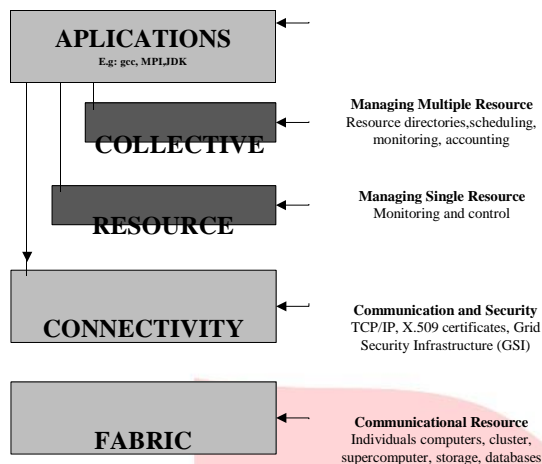 APLICATIONS
E.g: gcc, MPI,JDK
Managing Multiple Resource
Resource directories,scheduling,
monitoring, accounting
COLLECTIVE
Managing Single Resource
Monitoring and control
RESOURCE
Communication and Security
TCP/IP, X.509 certificates, Grid
Security Infrastructure (GSI)
CONNECTIVITY
Communicational Resource
Individuals computers, cluster,
supercomputer, storage, databases
FABRIC